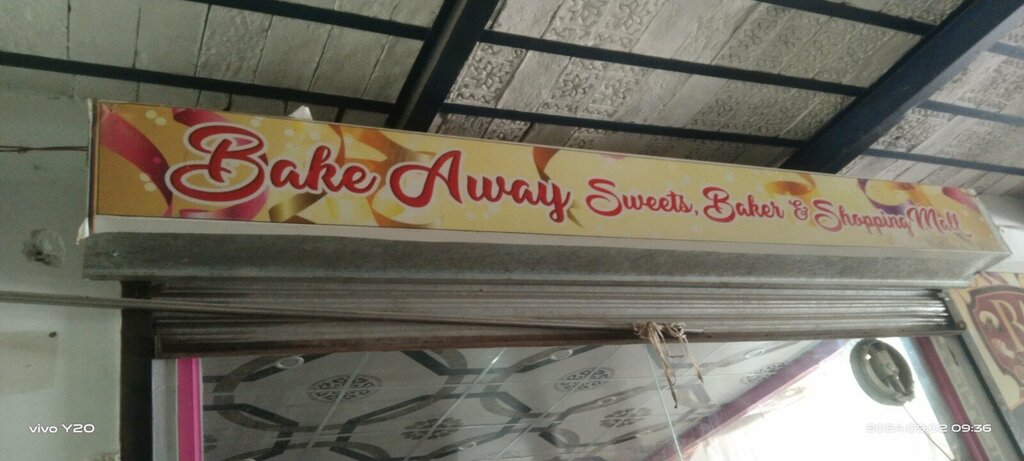 Bake Away Sweets, Baker & Shopping Mall
vivo Y20
2024.09.02 09:36